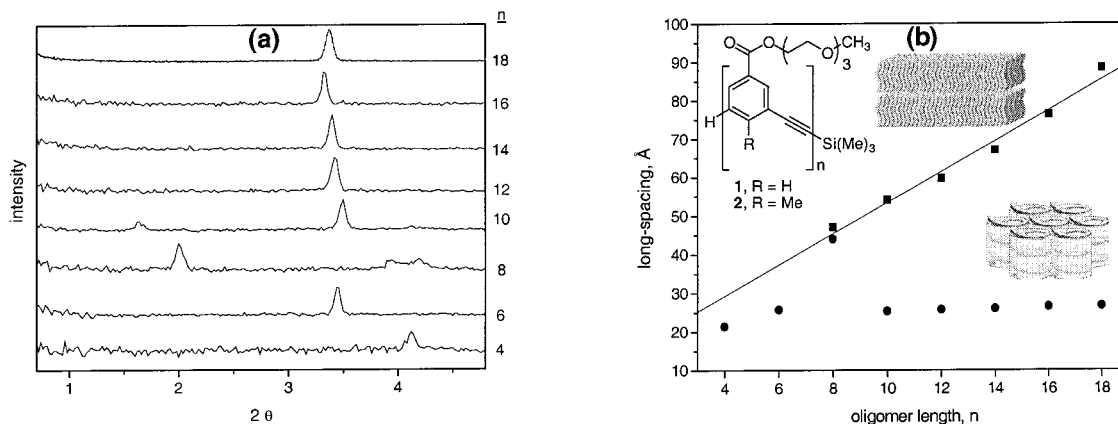 (a)
n
18
16
14
12
10
8
6
4
intensity
1
2
3
4
2 θ
(b)
100
90
80
70
60
50
40
30
20
10
long-spacing, Å
4
6
8
10
12
14
16
18
oligomer length, n
O
O
O
CH3
3
H
R
Si(Me)3
n
1, R = H
2, R = Me